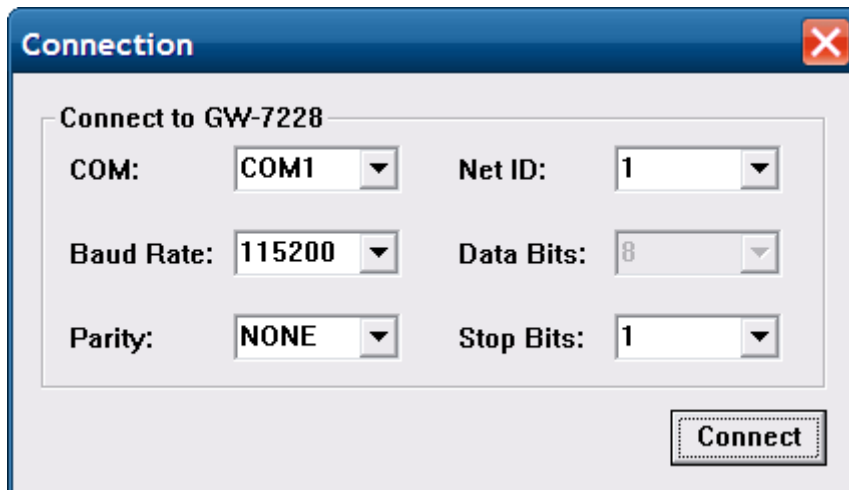 Connection
Connect to GW-7228
COM: COM1 Net ID: 1
Baud Rate: 115200 Data Bits: 8
Parity: NONE Stop Bits: 1
Connect